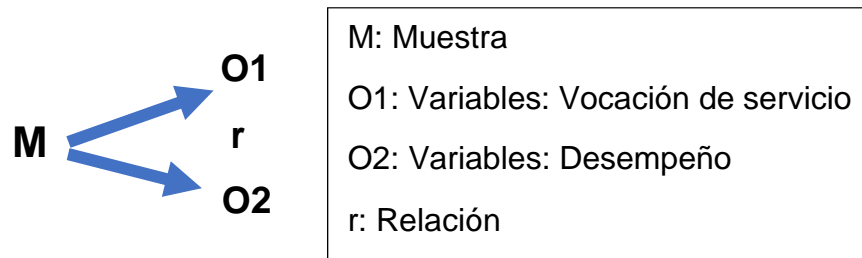 M
O1
r
O2
M: Muestra
O1: Variables: Vocación de servicio
O2: Variables: Desempeño
r: Relación